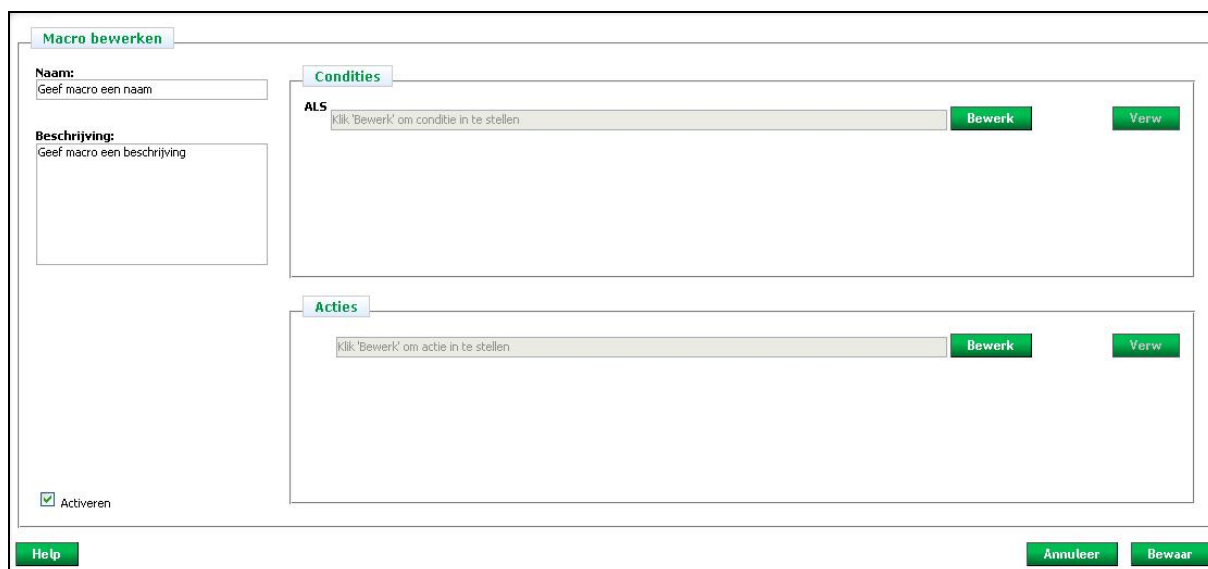 Macro bewerken
Naam:
Geef macro een naam
Beschrijving:
Geef macro een beschrijving
Activeren
Condities
ALS
Klik 'Bewerk' om conditie in te stellen
Bewerk
Verw
Acties
Klik 'Bewerk' om actie in te stellen
Bewerk
Verw
Help
Annuleer
Bewaar